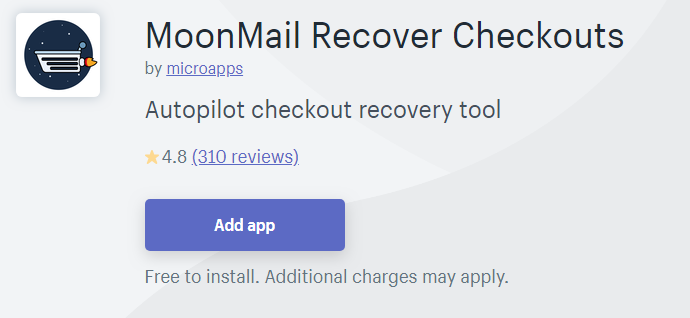 MoonMail Recover Checkouts
by microapps
Autopilot checkout recovery tool
4.8 (310 reviews)
Add app
Free to install. Additional charges may apply.